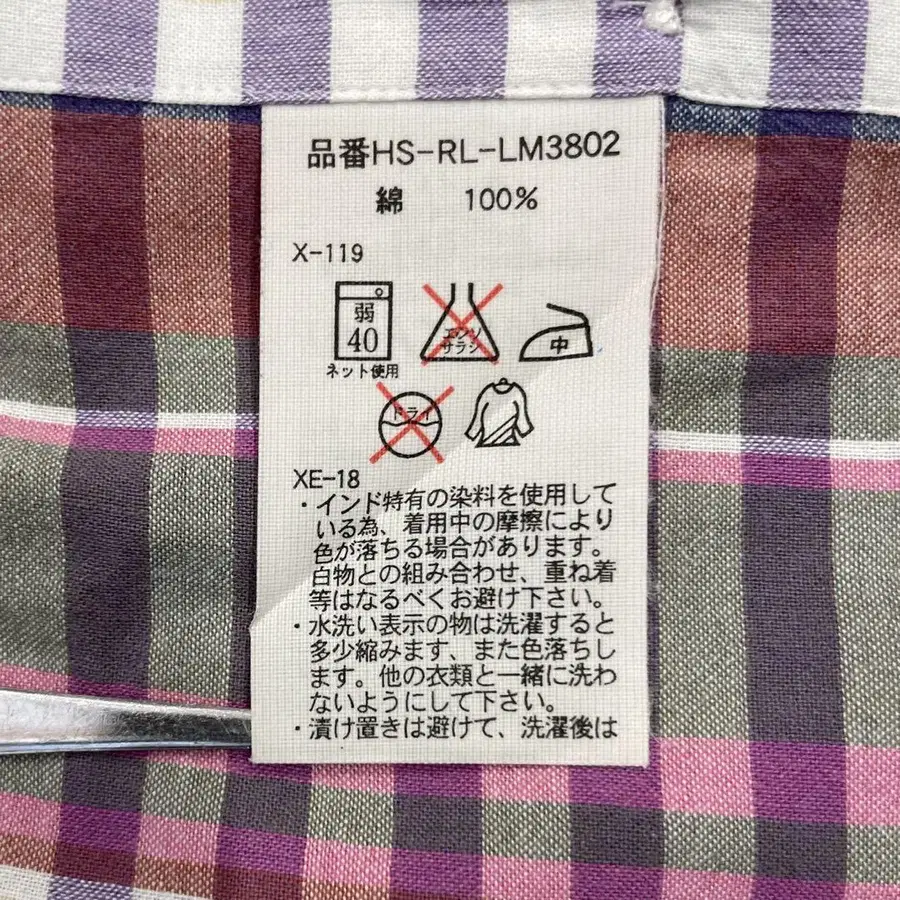 品番HS-RL-LM3802
綿 100%
X-119
弱
40
ネット使用
エンソ
サラシ
中
ドライ
XE-18
・インド特有の染料を使用して
いる為、着用中の摩擦により
色が落ちる場合があります。
白物との組み合わせ、重ね着
等はなるべくお避け下さい。
・水洗い表示の物は洗濯すると
多少縮みます、また色落ちし
ます。他の衣類と一緒に洗わ
ないようにして下さい。
・漬け置きは避けて、洗濯後は